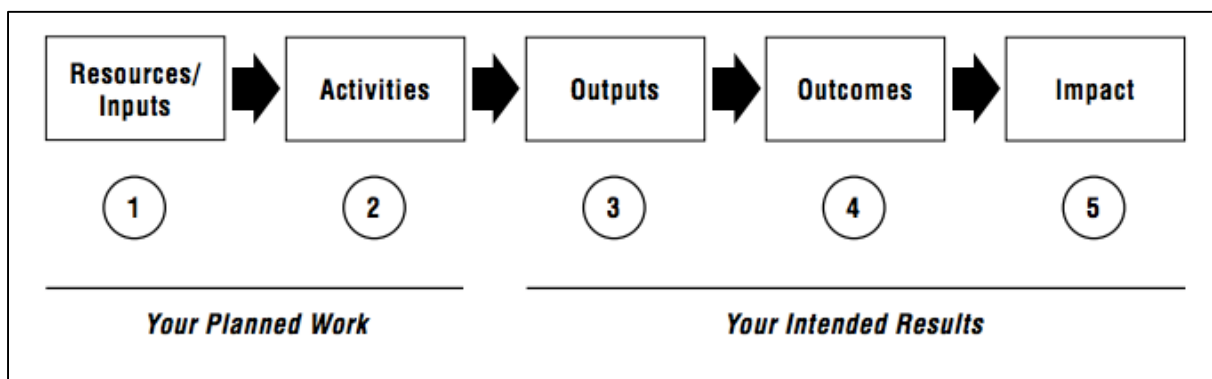 Resources/
Inputs
Activities
Outputs
Outcomes
Impact
1
2
3
4
5
Your Planned Work
Your Intended Results